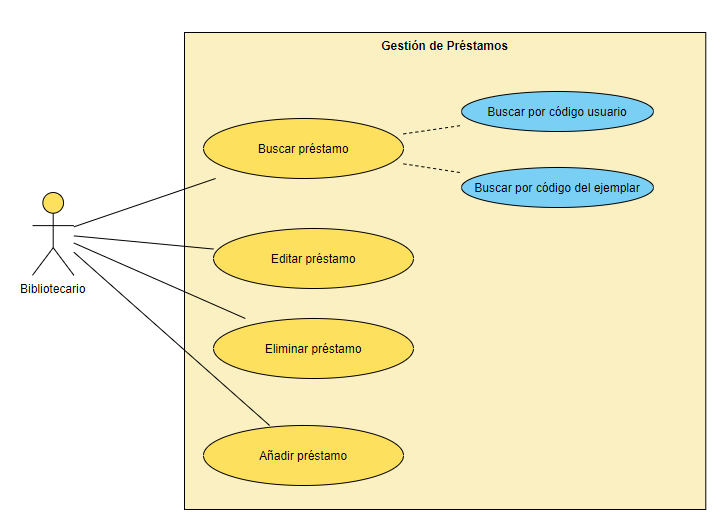 Gestión de Préstamos
Buscar por código usuario
Buscar préstamo
Buscar por código del ejemplar
Editar préstamo
Bibliotecario
Eliminar préstamo
Añadir préstamo